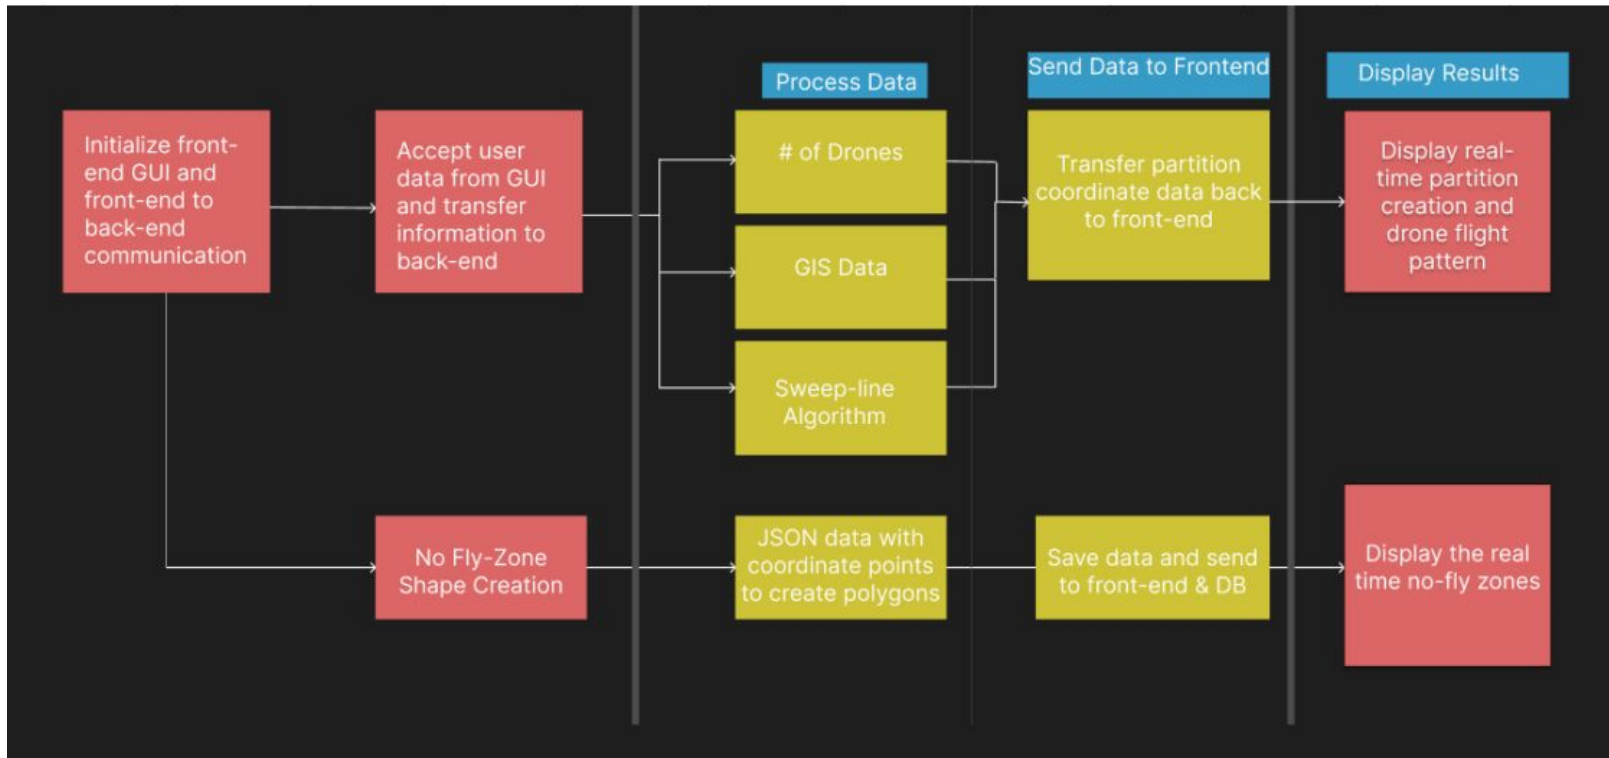 Process Data
Send Data to Frontend
Display Results
Initialize front-
end GUI and
front-end to
back-end
communication
Accept user
data from GUI
and transfer
information to
back-end
# of Drones
GIS Data
Sweep-line
Algorithm
Transfer partition
coordinate data back
to front-end
Display real-
time partition
creation and
drone flight
pattern
No Fly-Zone
Shape Creation
JSON data with
coordinate points
to create polygons
Save data and send
to front-end & DB
Display the real
time no-fly zones